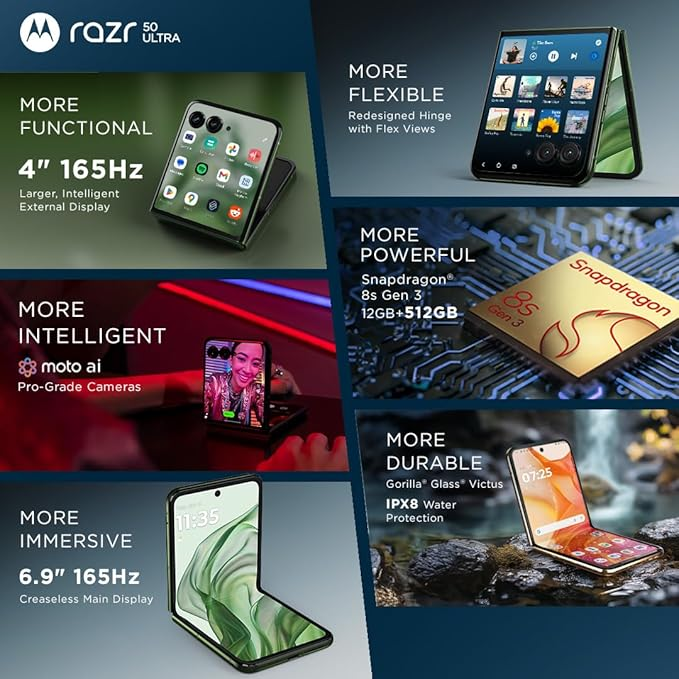 razr 50 ULTRA
MORE
FUNCTIONAL
4" 165Hz
Larger, Intelligent
External Display
MORE
FLEXIBLE
Redesigned Hinge
with Flex Views
MORE
POWERFUL
Snapdragon®
8s Gen 3
12GB+512GB
Snapdragon
8s
Gen 3
MORE
INTELLIGENT
moto ai
Pro-Grade Cameras
MORE
DURABLE
Gorilla® Glass® Victus
IPX8 Water
Protection
07:25
MORE
IMMERSIVE
6.9" 165Hz
Creaseless Main Display
11:35